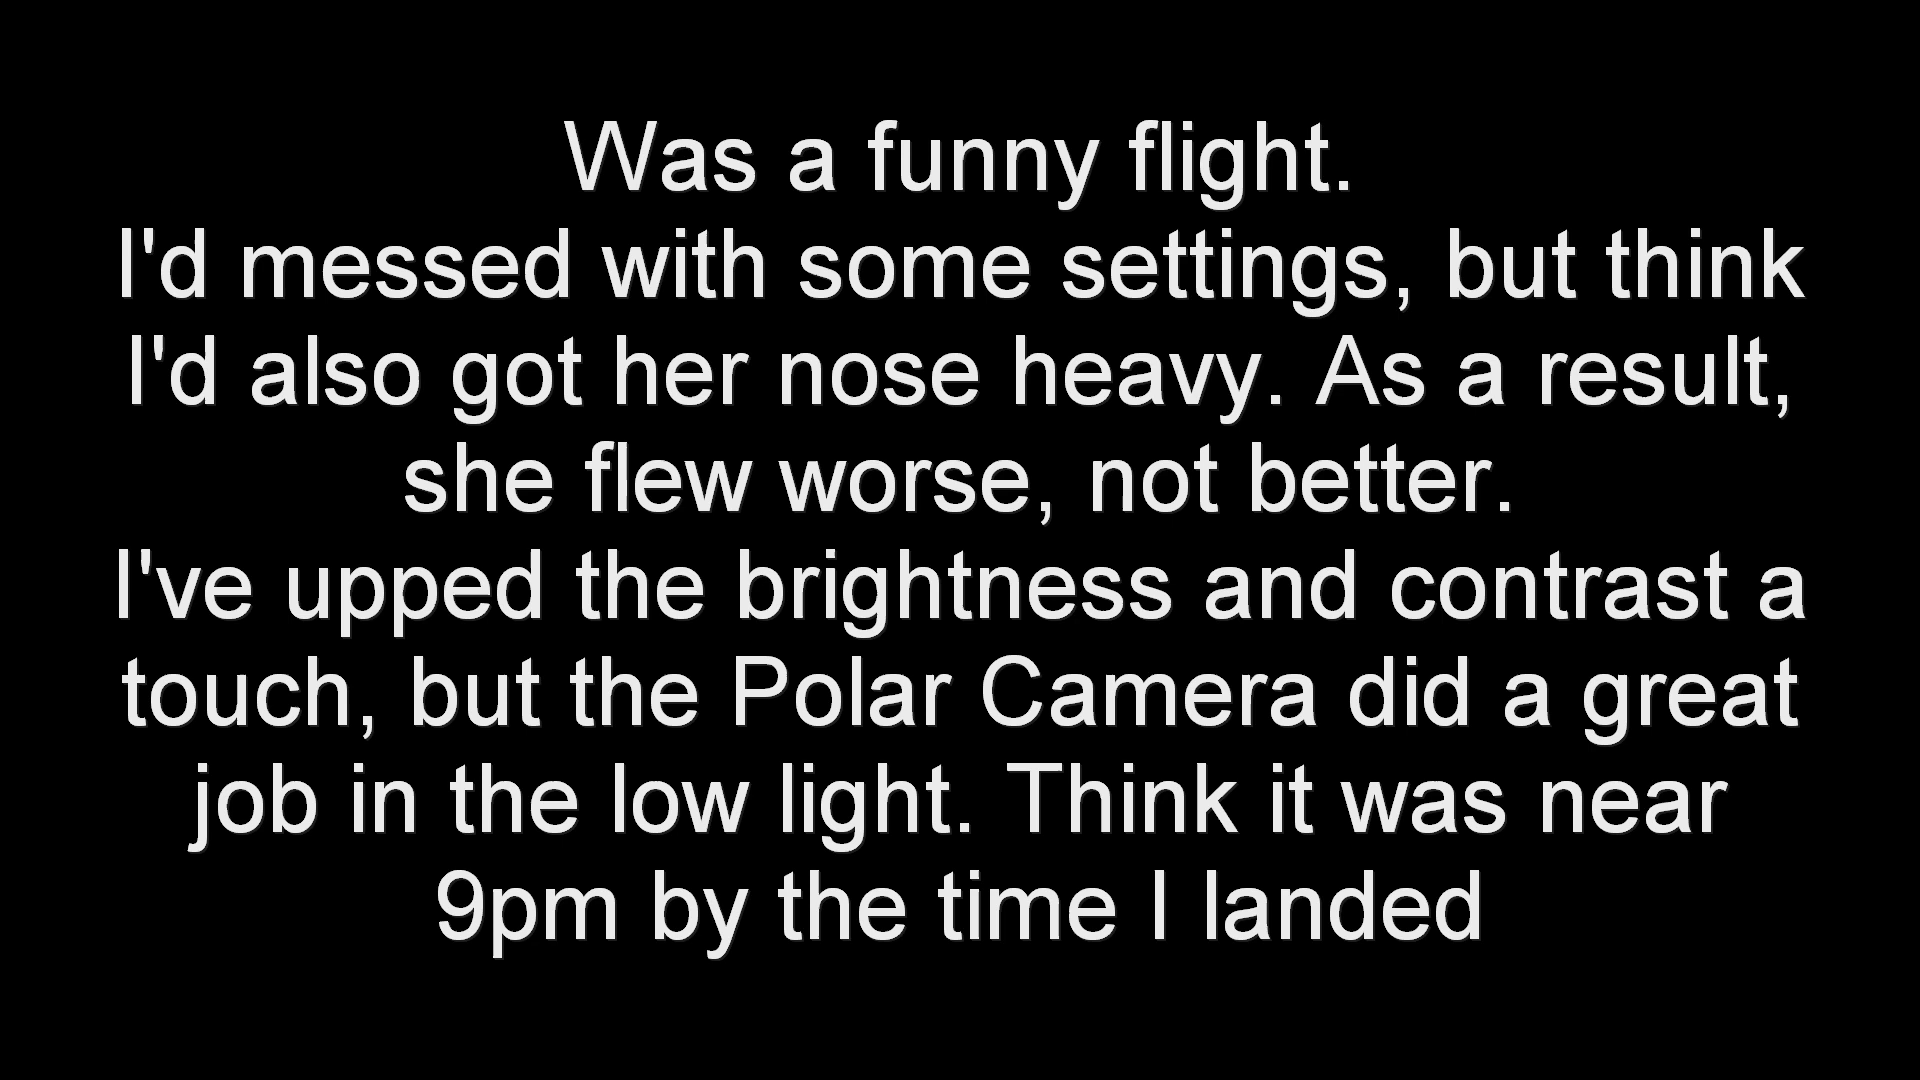 Was a funny flight.
I'd messed with some settings, but think
I'd also got her nose heavy. As a result,
she flew worse, not better.
I've upped the brightness and contrast a
touch, but the Polar Camera did a great
job in the low light. Think it was near
9pm by the time I landed